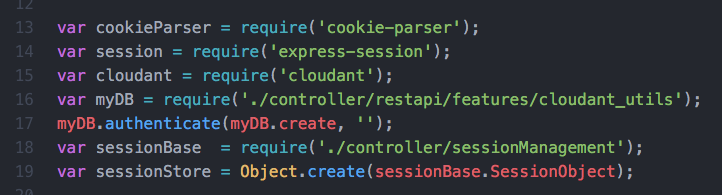 12
13 var cookieParser = require('cookie-parser');
14 var session = require('express-session');
15 var cloudant = require('cloudant');
16 var myDB = require('./controller/restapi/features/cloudant_utils');
17 myDB.authenticate(myDB.create, '');
18 var sessionBase  = require('./controller/sessionManagement');
19 var sessionStore = Object.create(sessionBase.SessionObject);
20